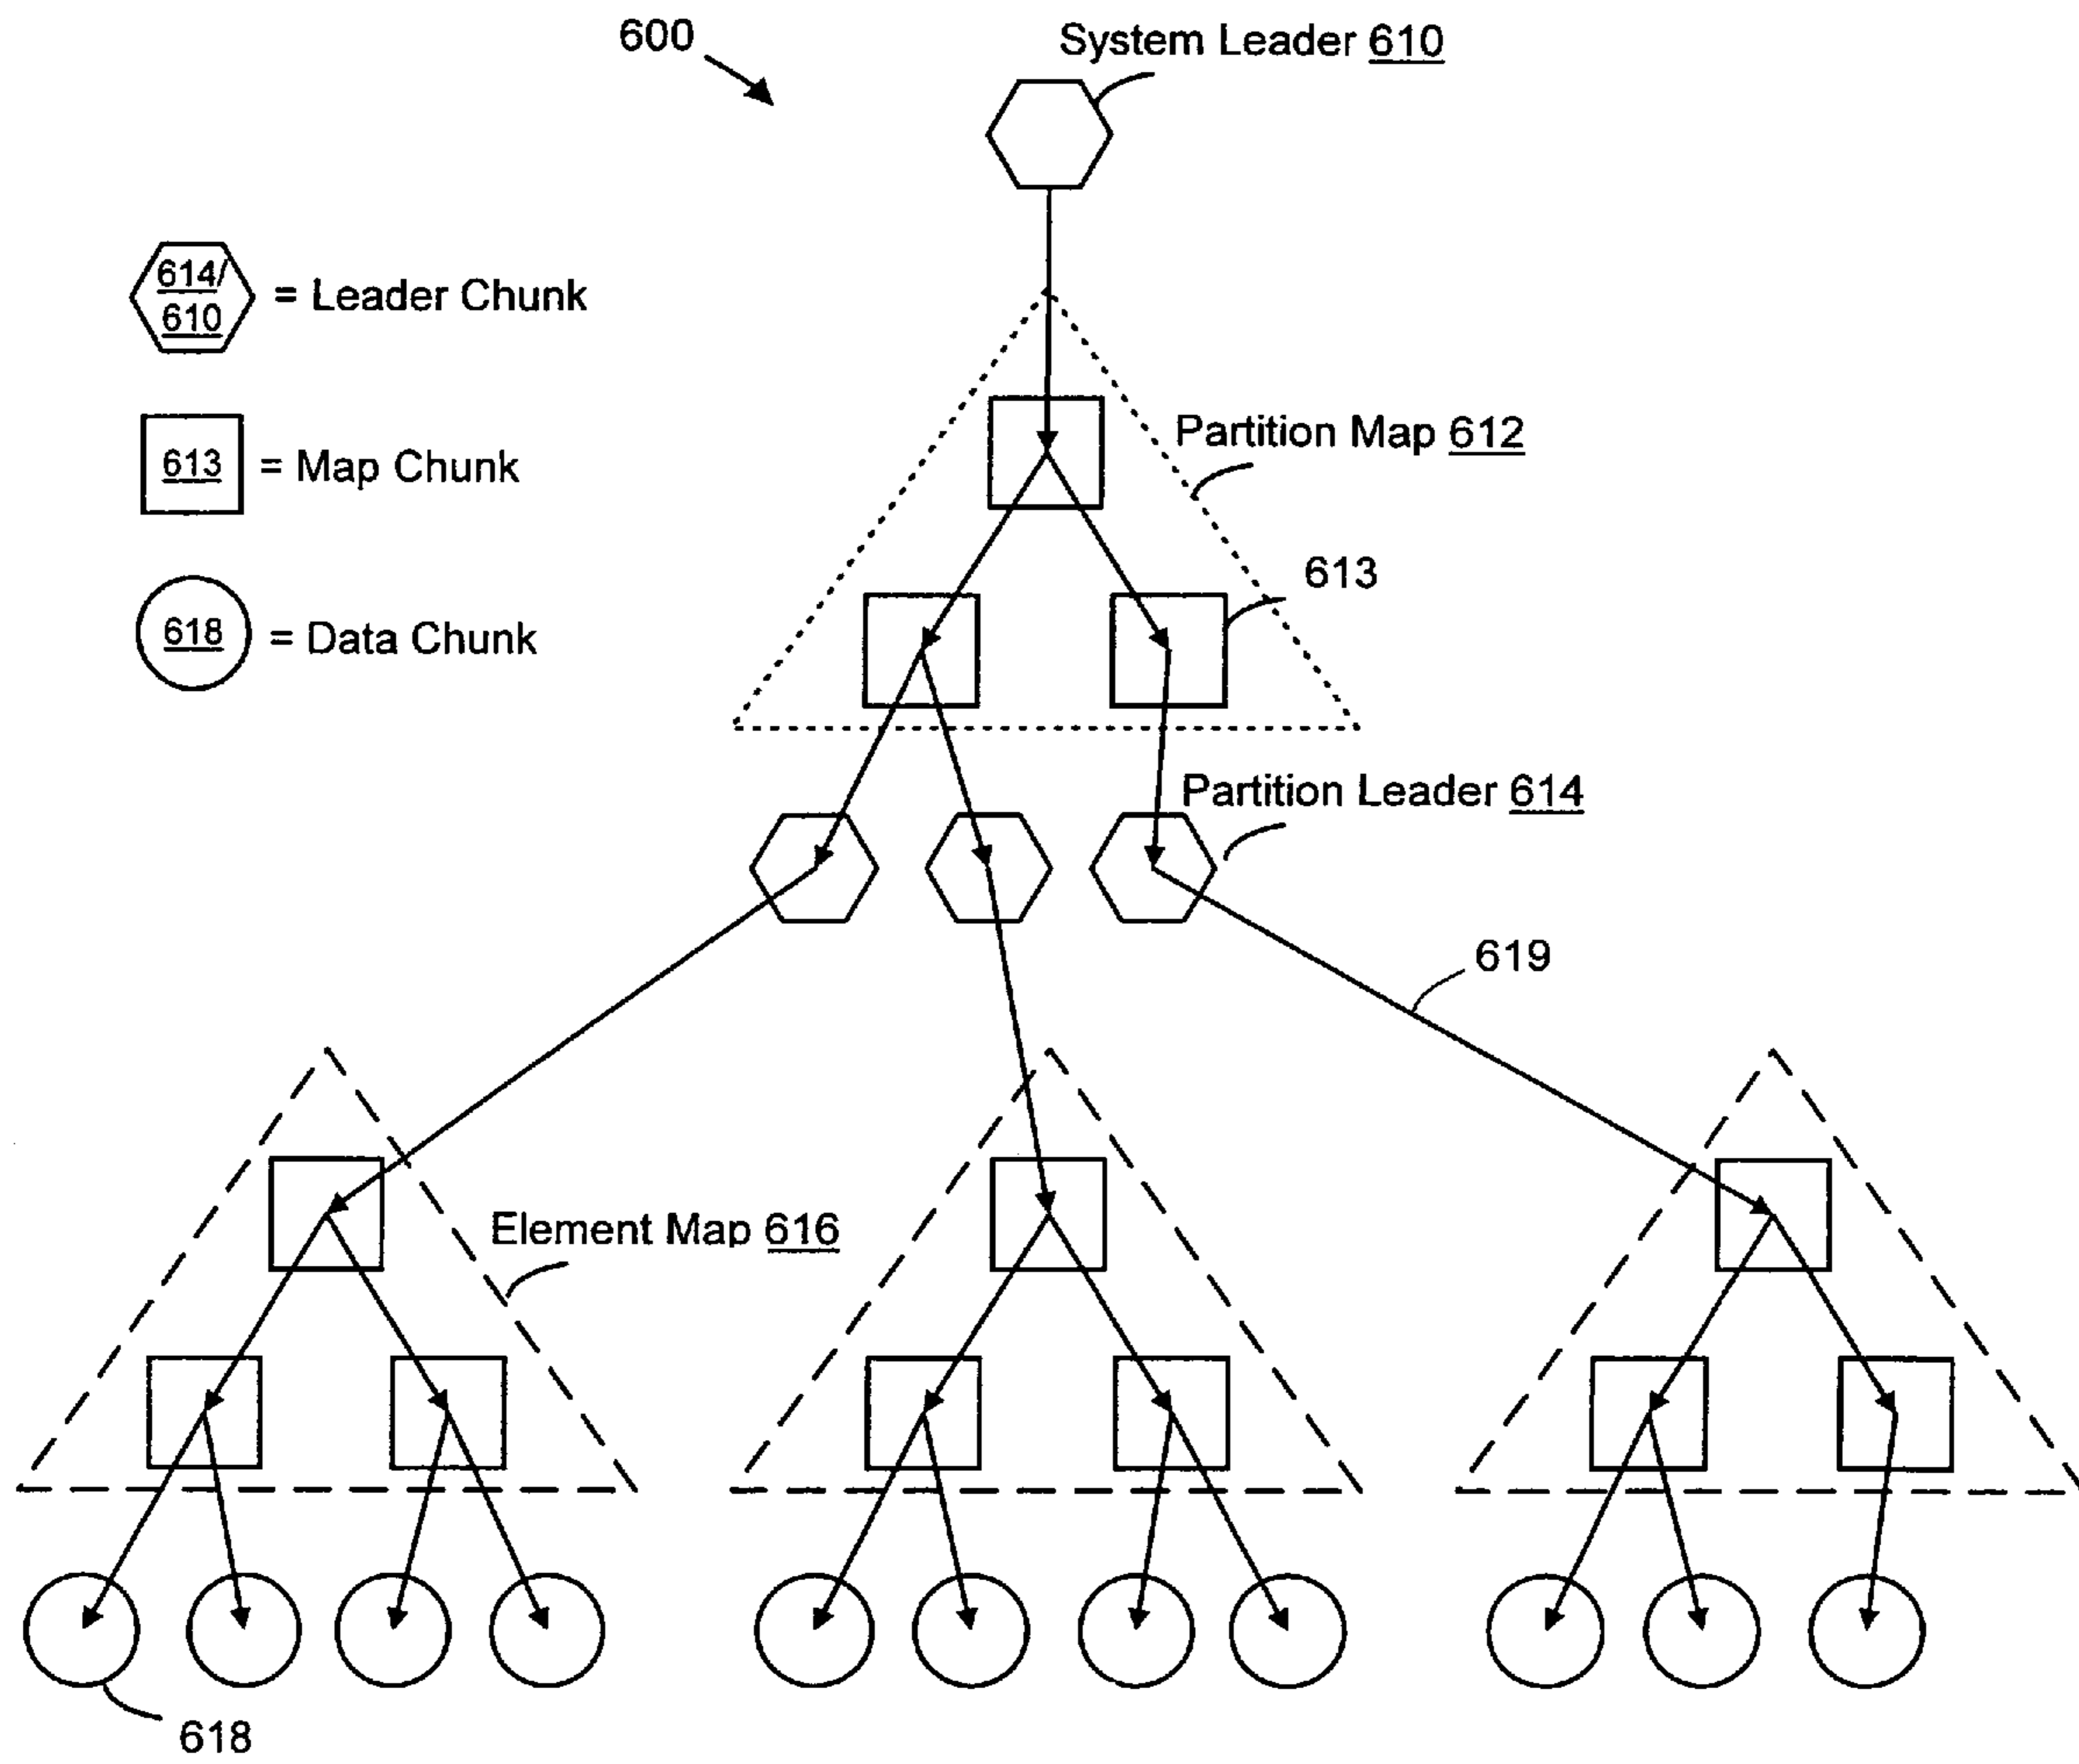 600
System Leader 610
614/
610
= Leader Chunk
Partition Map 612
613
= Map Chunk
613
618
= Data Chunk
Partition Leader 614
619
Element Map 616
618